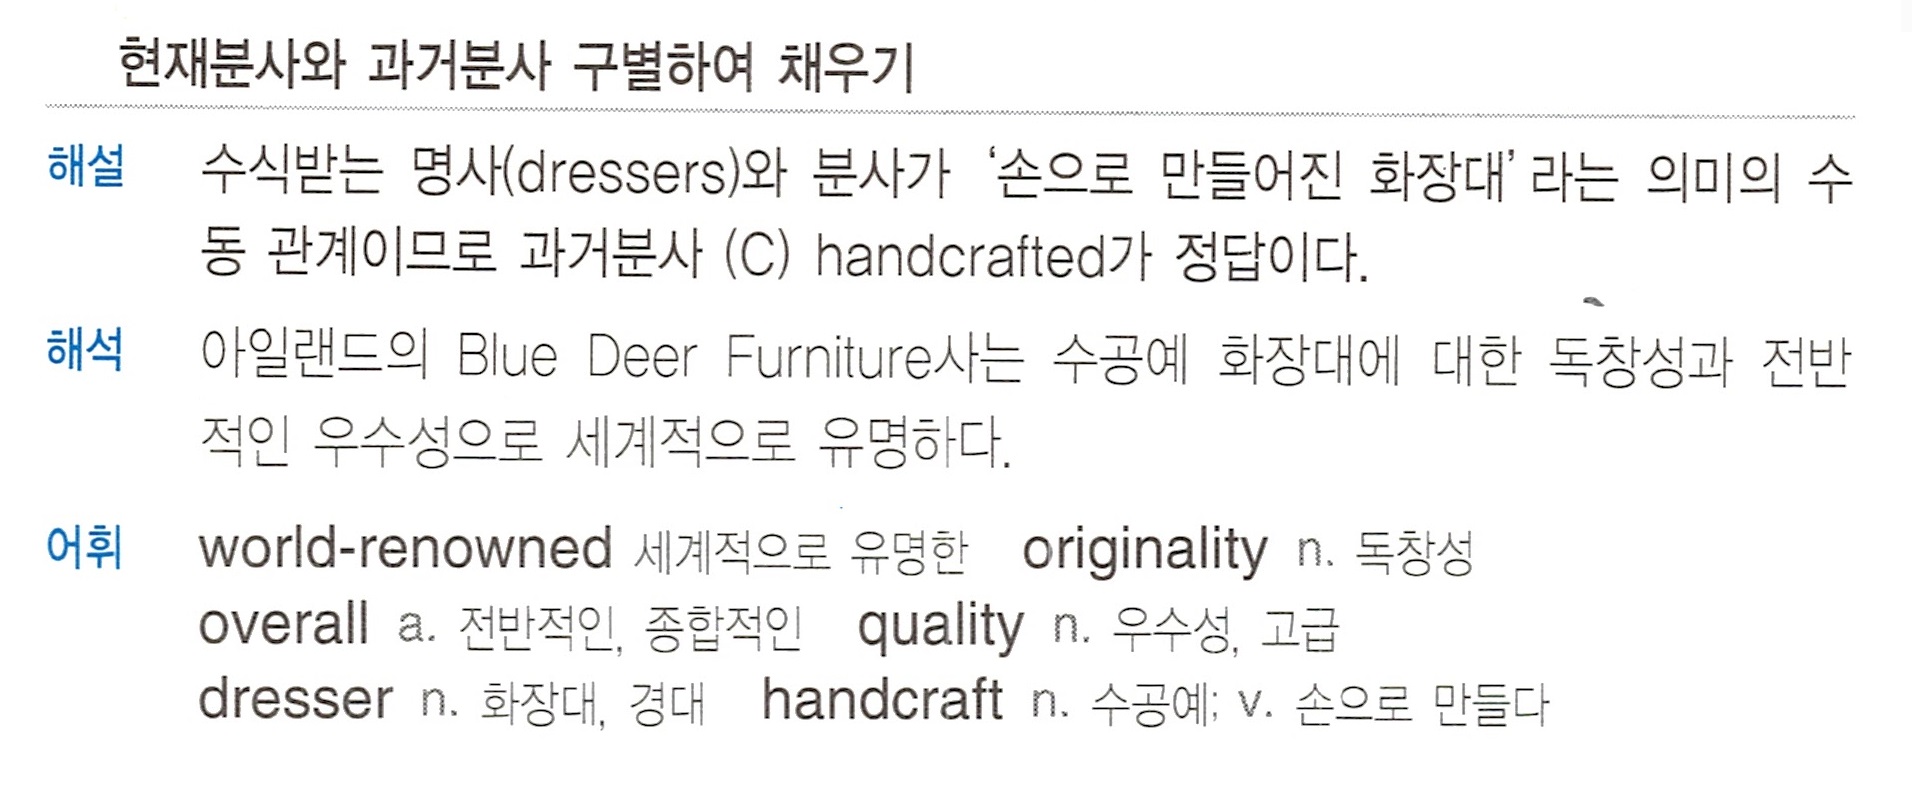 현재분사와 과거분사 구별하여 채우기
해설 수식받는 명사(dressers)와 분사가 ‘손으로 만들어진 화장대’라는 의미의 수
동 관계이므로 과거분사 (C) handcrafted가 정답이다.
해석 아일랜드의 Blue Deer Furniture사는 수공예 화장대에 대한 독창성과 전반
적인 우수성으로 세계적으로 유명하다.
어휘 world-renowned 세계적으로 유명한 originality n. 독창성
overall a. 전반적인, 종합적인 quality n. 우수성, 고급
dresser n. 화장대, 경대 handcraft n. 수공예; v. 손으로 만들다